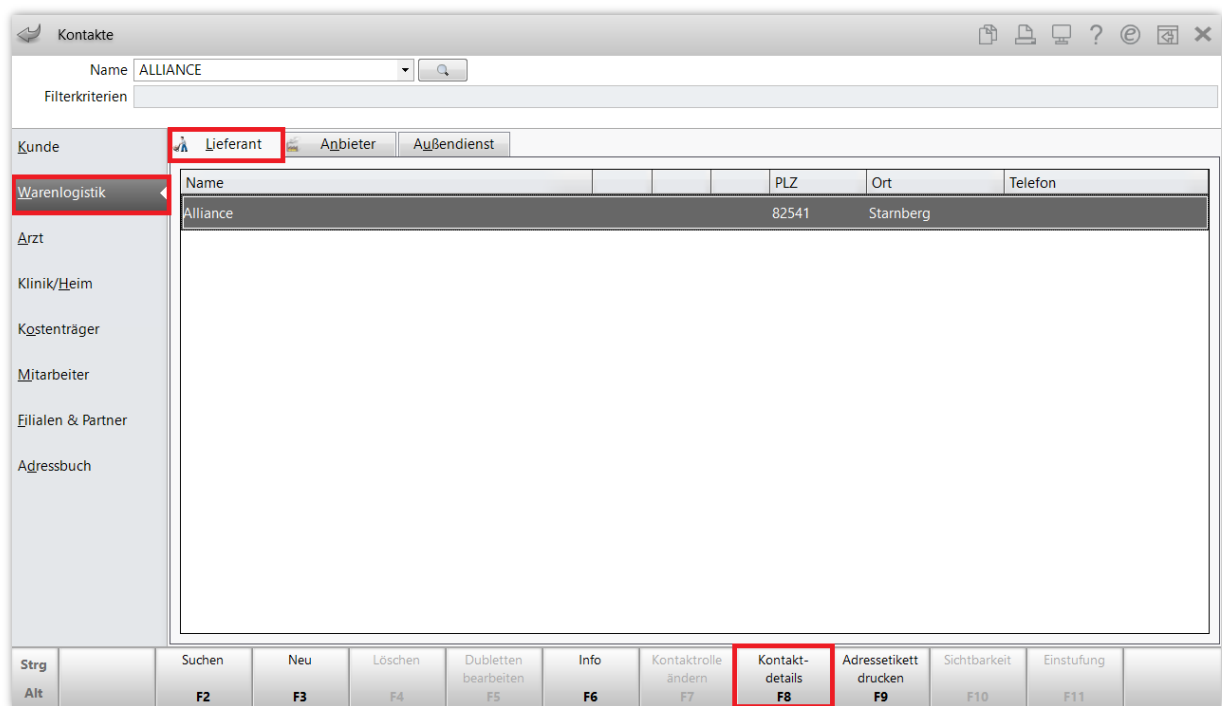 Kontakte
? e
Name ALLIANCE
Filterkriterien
Kunde
Warenlogistik
Arzt
Klinik/Heim
Kostenträger
Mitarbeiter
Filialen & Partner
Adressbuch
Lieferant Anbieter Außendienst
Name PLZ Ort Telefon
Alliance 82541 Starnberg
Strg
Alt
Suchen
F2
Neu
F3
Löschen
F4
Dubletten
bearbeiten
F5
Info
F6
Kontaktrolle
ändern
F7
Kontakt-
details
F8
Adressetikett
drucken
F9
Sichtbarkeit
F10
Einstufung
F11